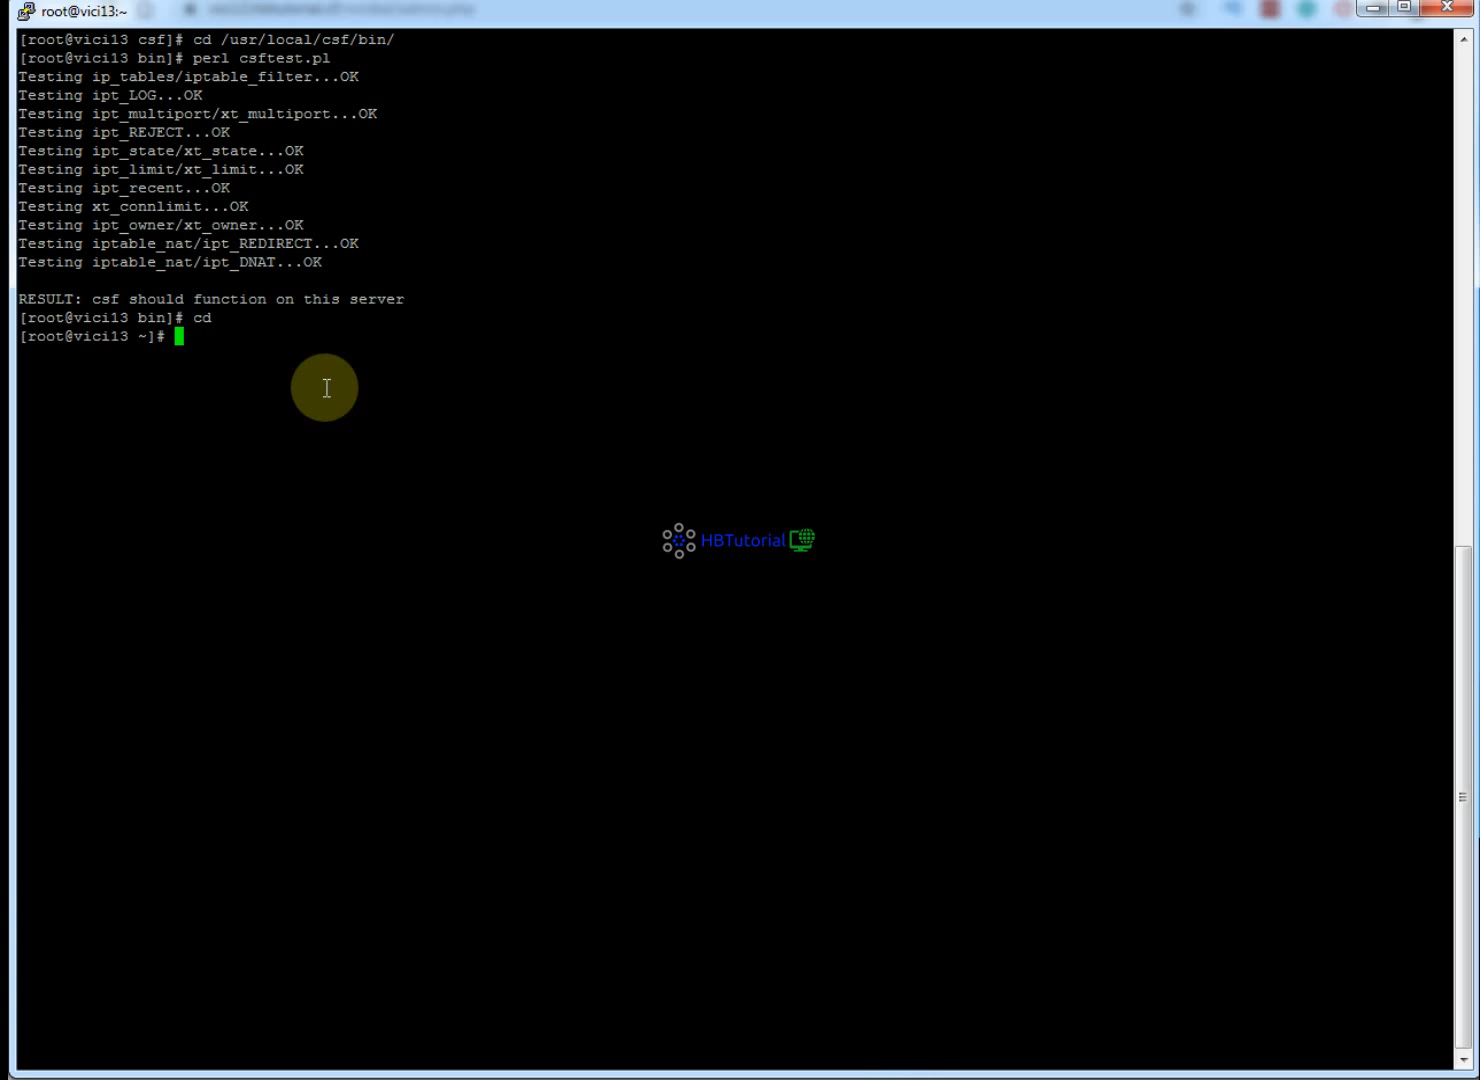 root@vici13:~
[root@vici13 csf]# cd /usr/local/csf/bin/
[root@vici13 bin]# perl csftest.pl
Testing ip_tables/iptable_filter...OK
Testing ipt_LOG...OK
Testing ipt_multiport/xt_multiport...OK
Testing ipt_REJECT...OK
Testing ipt_state/xt_state...OK
Testing ipt_limit/xt_limit...OK
Testing ipt_recent...OK
Testing xt_connlimit...OK
Testing ipt_owner/xt_owner...OK
Testing iptable_nat/ipt_REDIRECT...OK
Testing iptable_nat/ipt_DNAT...OK
RESULT: csf should function on this server
[root@vici13 bin]# cd
[root@vici13 ~]#
HBTutorial